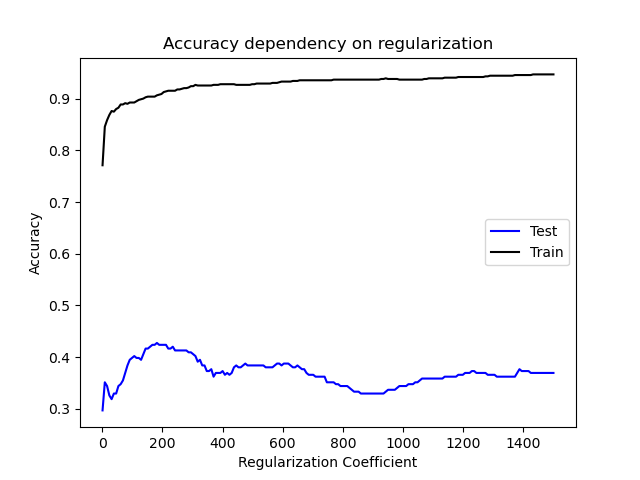 Accuracy dependency on regularization
Accuracy
0.9
0.8
0.7
0.6
0.5
0.4
0.3
Test
Train
0 200 400 600 800 1000 1200 1400
Regularization Coefficient